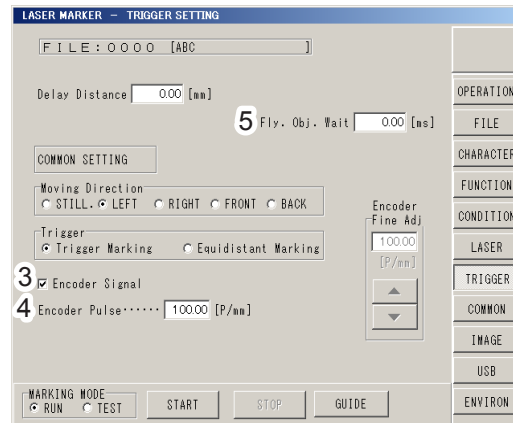 LASER MARKER – TRIGGER SETTING
FILE:0000 [ABC ]
Delay Distance 0.00 [mm]
5 Fly. Obj. Wait 0.00 [ms]
COMMON SETTING
Moving Direction
STILL. LEFT RIGHT FRONT BACK
Trigger
Trigger Marking Equidistant Marking
3 Encoder Signal
4 Encoder Pulse······ 100.00 [P/mm]
Encoder
Fine Adj
100.00
[P/mm]
MARKING MODE
RUN TEST
START
STOP
GUIDE
OPERATION
FILE
CHARACTER
FUNCTION
CONDITION
LASER
TRIGGER
COMMON
IMAGE
USB
ENVIRON